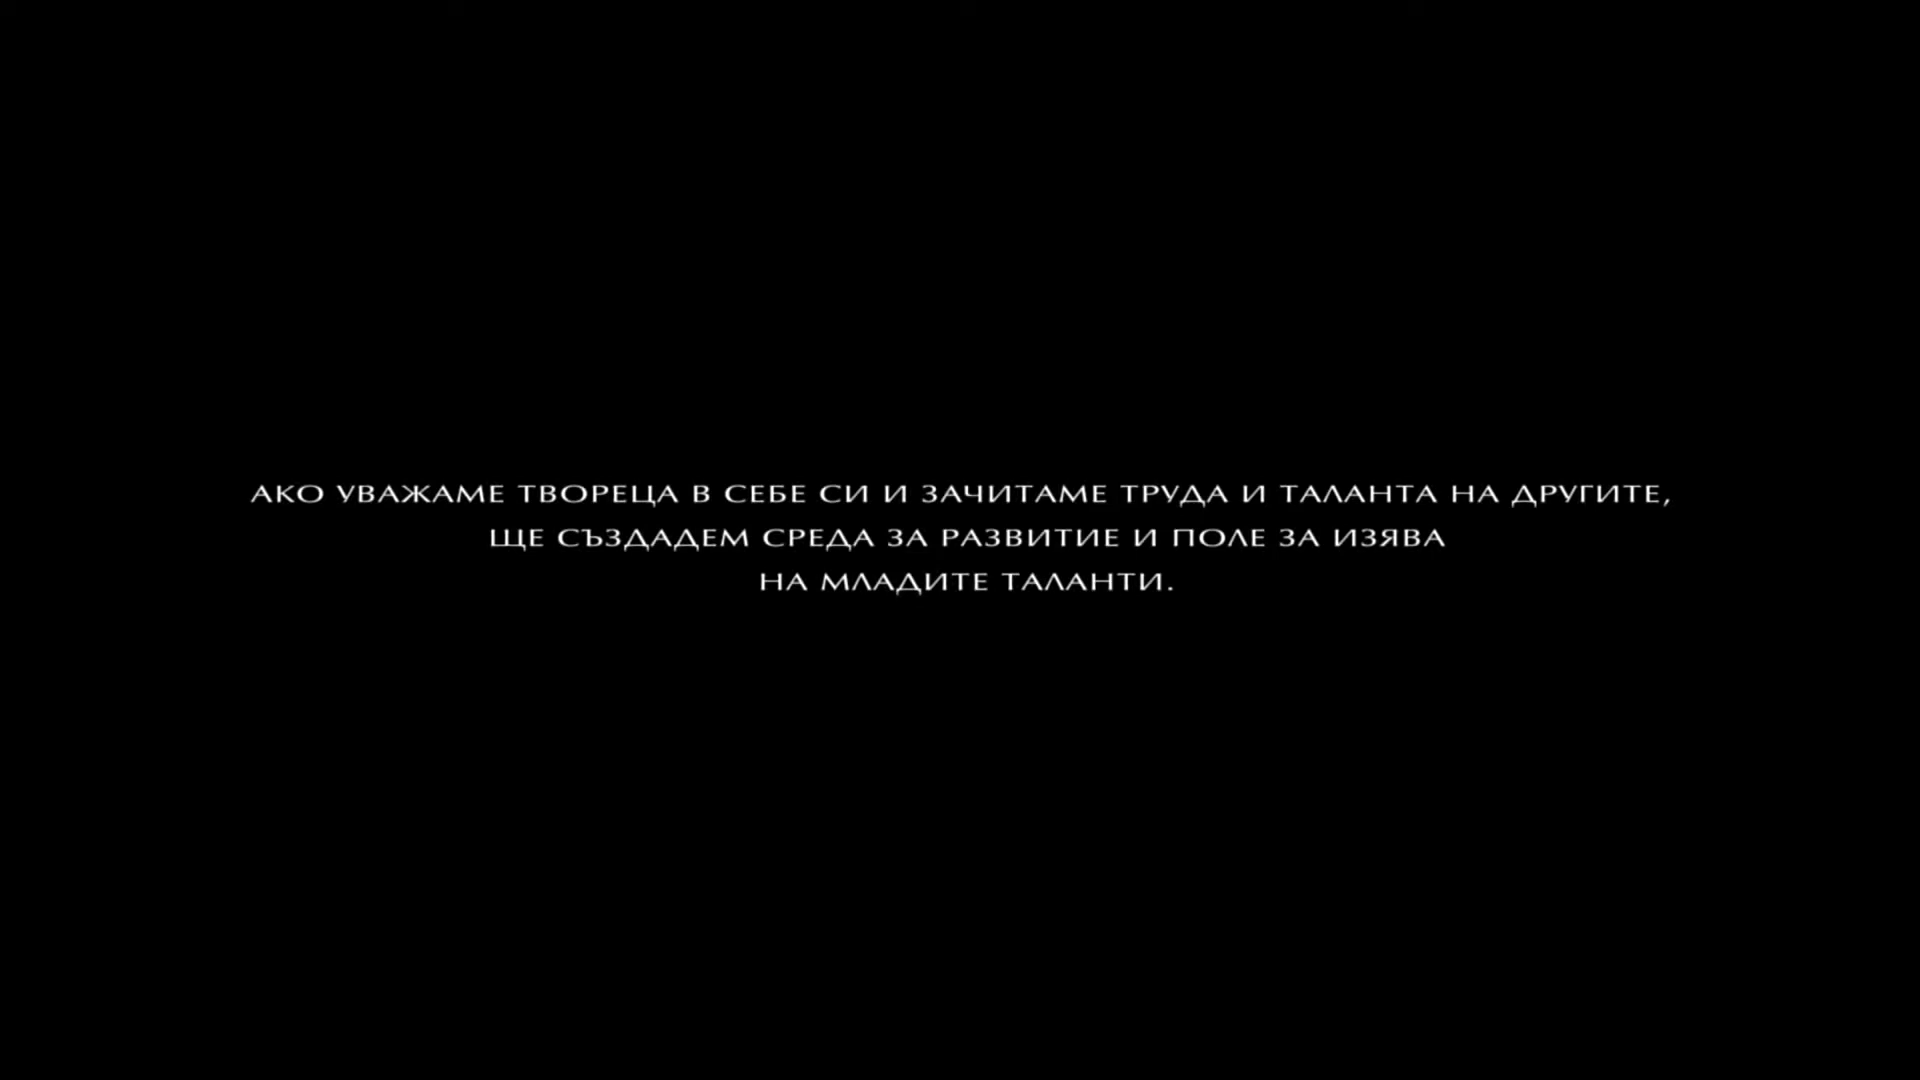 АКО УВАЖАМЕ ТВОРЕЦА В СЕБЕ СИ И ЗАЧИТАМЕ ТРУДА И ТАЛАНТА НА ДРУГИТЕ,
ЩЕ СЪЗДАДЕМ СРЕДА ЗА РАЗВИТИЕ И ПОЛЕ ЗА ИЗЯВА
НА МЛАДИТЕ ТАЛАНТИ.